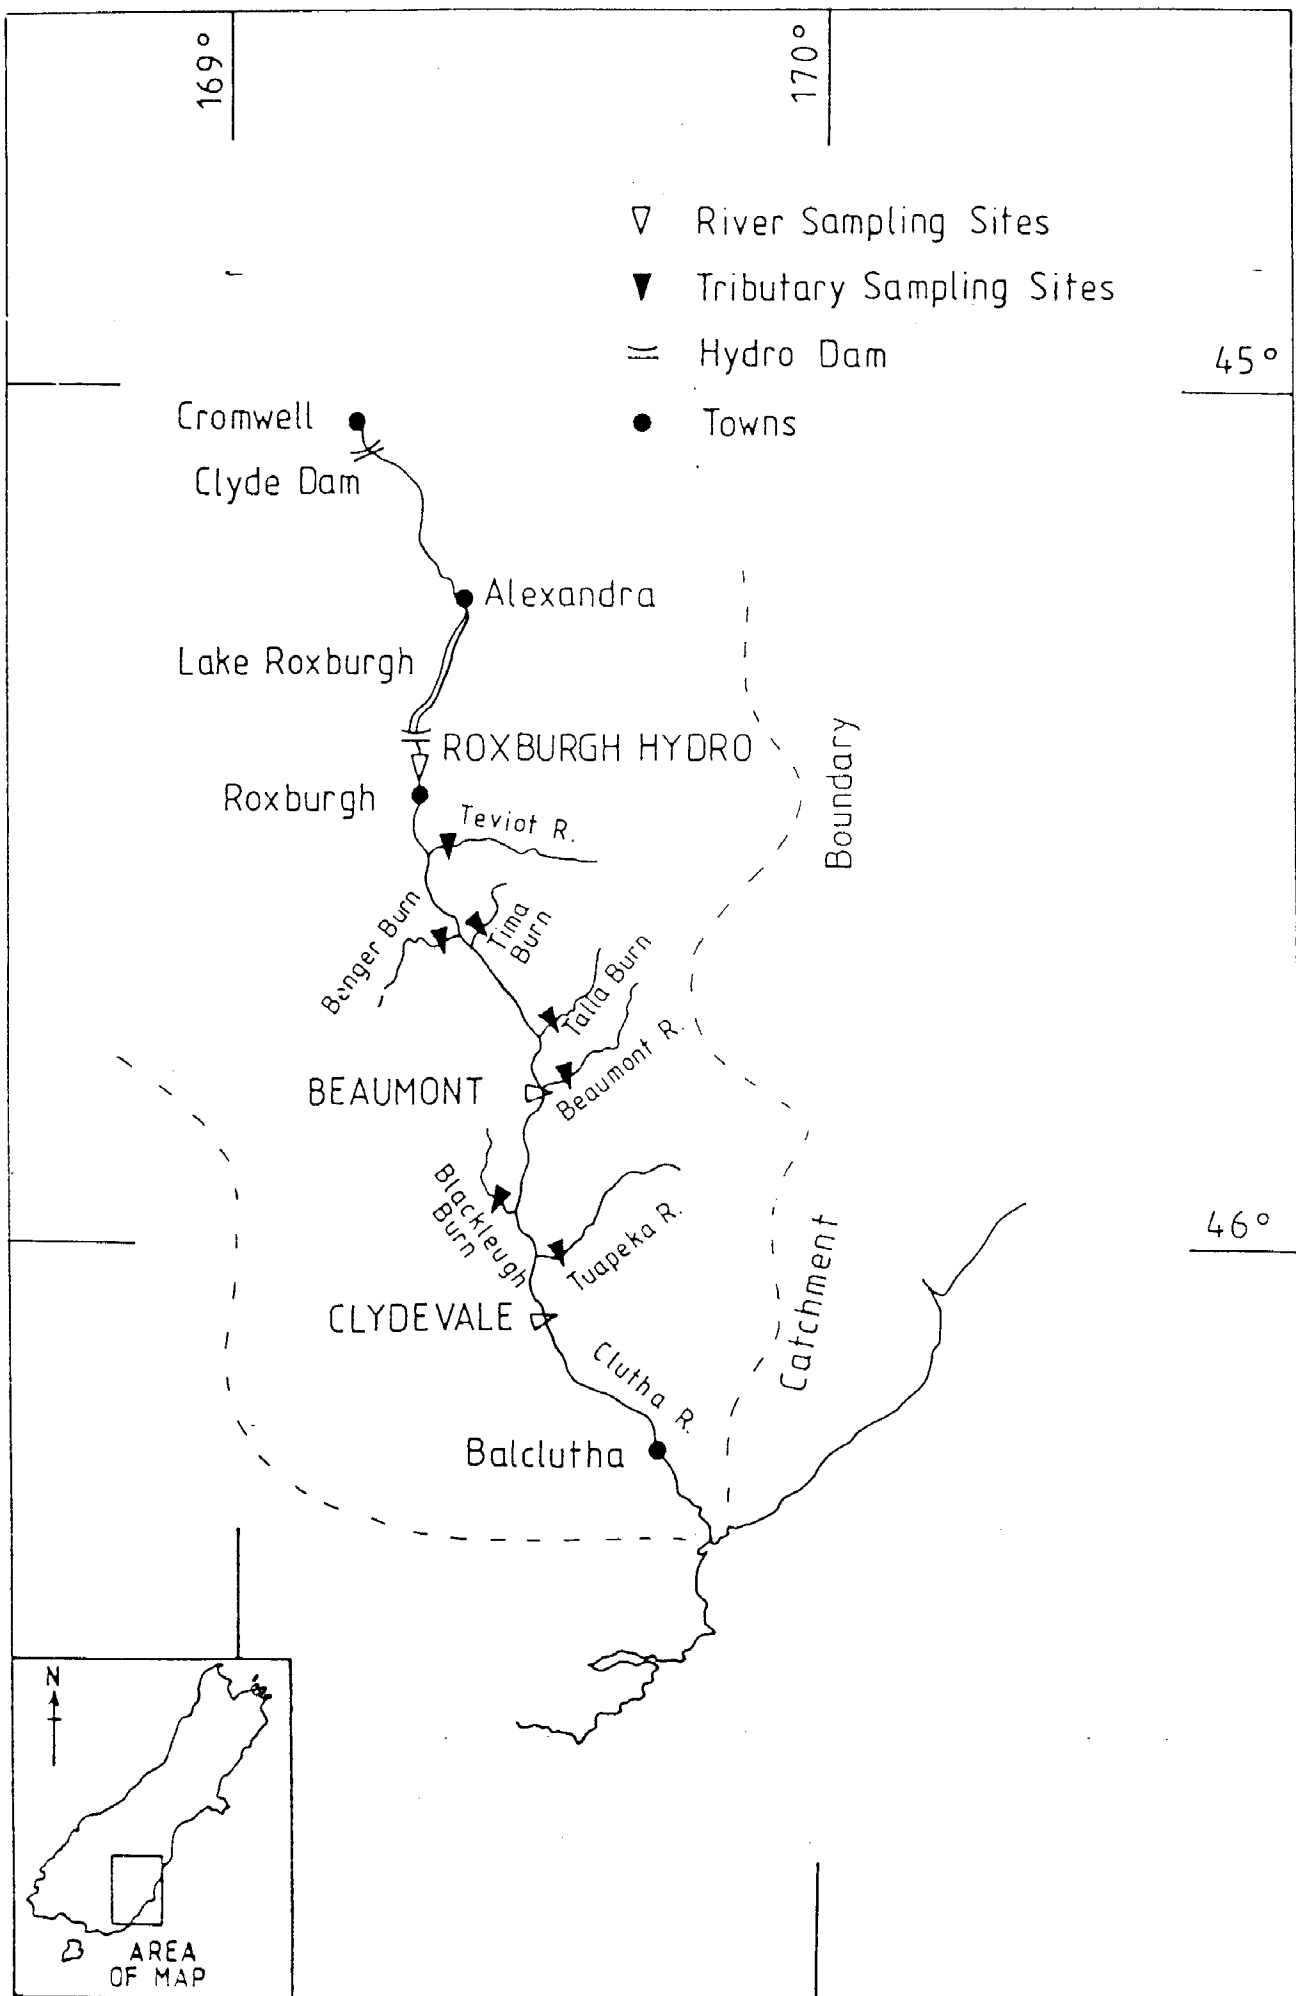 169°
170°
River Sampling Sites
Tributary Sampling Sites
Hydro Dam
45°
Towns
Cromwell
Clyde Dam
Alexandra
Lake Roxburgh
ROXBURGH HYDRO
Boundary
Roxburgh
Teviot R.
Benger Burn
Tima
Burn
Talla Burn
Beaumont R.
BEAUMONT
Blackleugh
Burn
Tuapeka R.
46°
CLYDEVALE
Catchment
Clutha R.
Balclutha
N
AREA
OF MAP